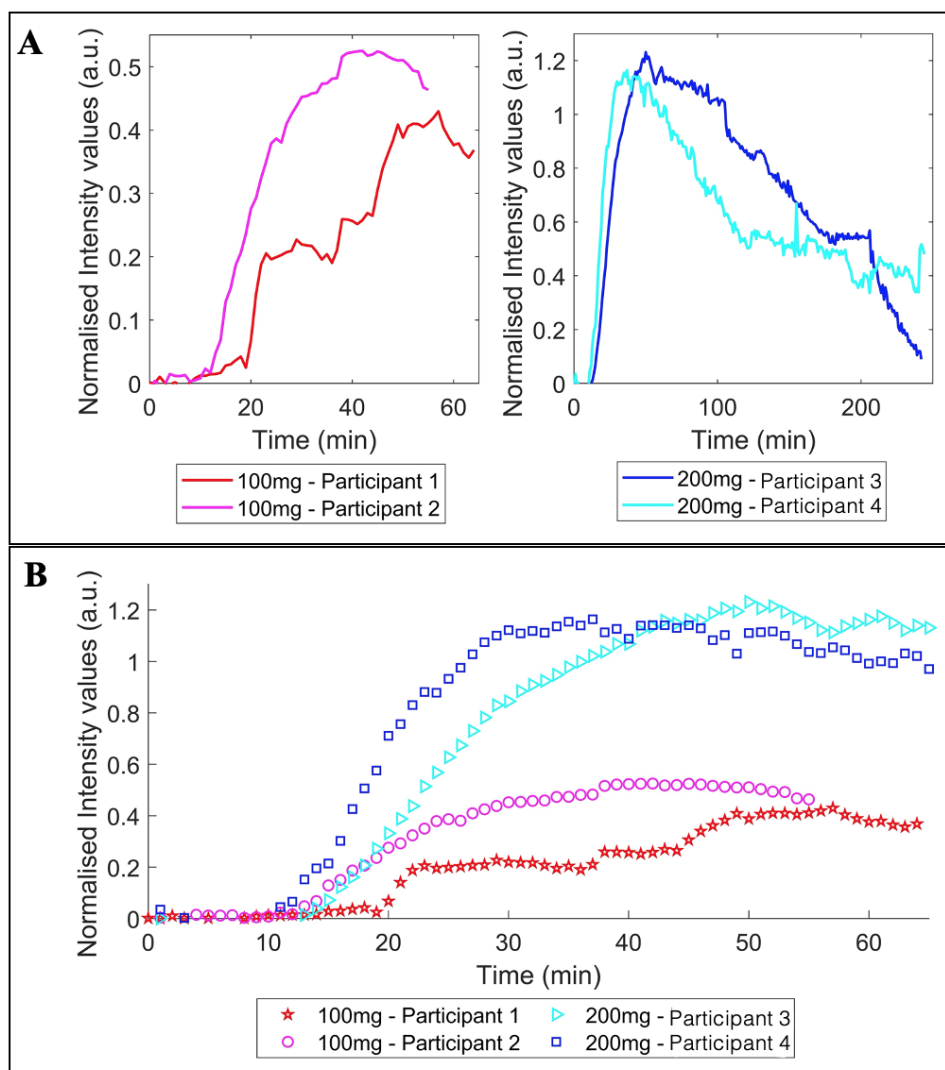 A
Normalised Intensity values (a.u.)
0.5
0.4
0.3
0.2
0.1
0
0 20 40 60
Time (min)
100mg - Participant 1
100mg - Participant 2
Normalised Intensity values (a.u.)
1.2
1
0.8
0.6
0.4
0.2
0
0 100 200
Time (min)
200mg - Participant 3
200mg - Participant 4
B
Normalised Intensity values (a.u.)
1.2
1
0.8
0.6
0.4
0.2
0
0 10 20 30 40 50 60
Time (min)
100mg - Participant 1
100mg - Participant 2
200mg - Participant 3
200mg - Participant 4